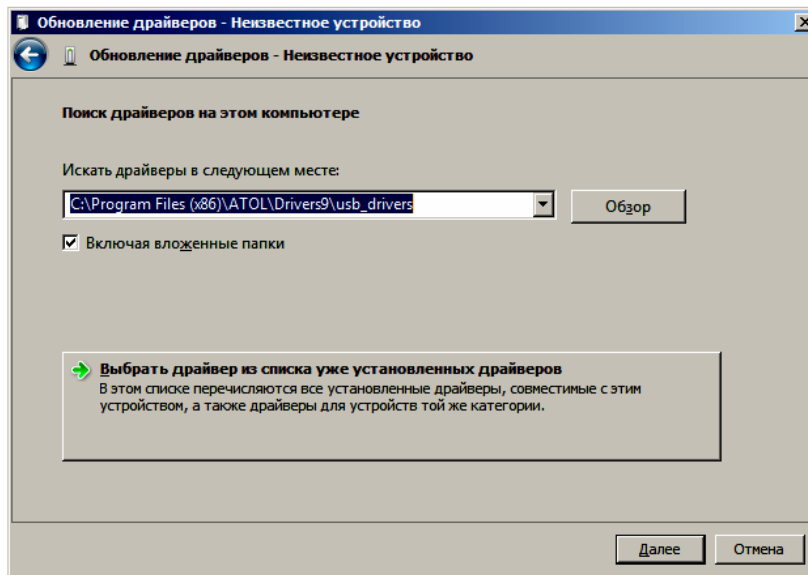 Обновление драйверов - Неизвестное устройство
Обновление драйверов - Неизвестное устройство
Поиск драйверов на этом компьютере
Искать драйверы в следующем месте:
C:\Program Files (x86)\ATOL\Drivers9\usb_drivers
Обзор
Включая вложенные папки
Выбрать драйвер из списка уже установленных драйверов
В этом списке перечисляются все установленные драйверы, совместимые с этим
устройством, а также драйверы для устройств той же категории.
Далее
Отмена